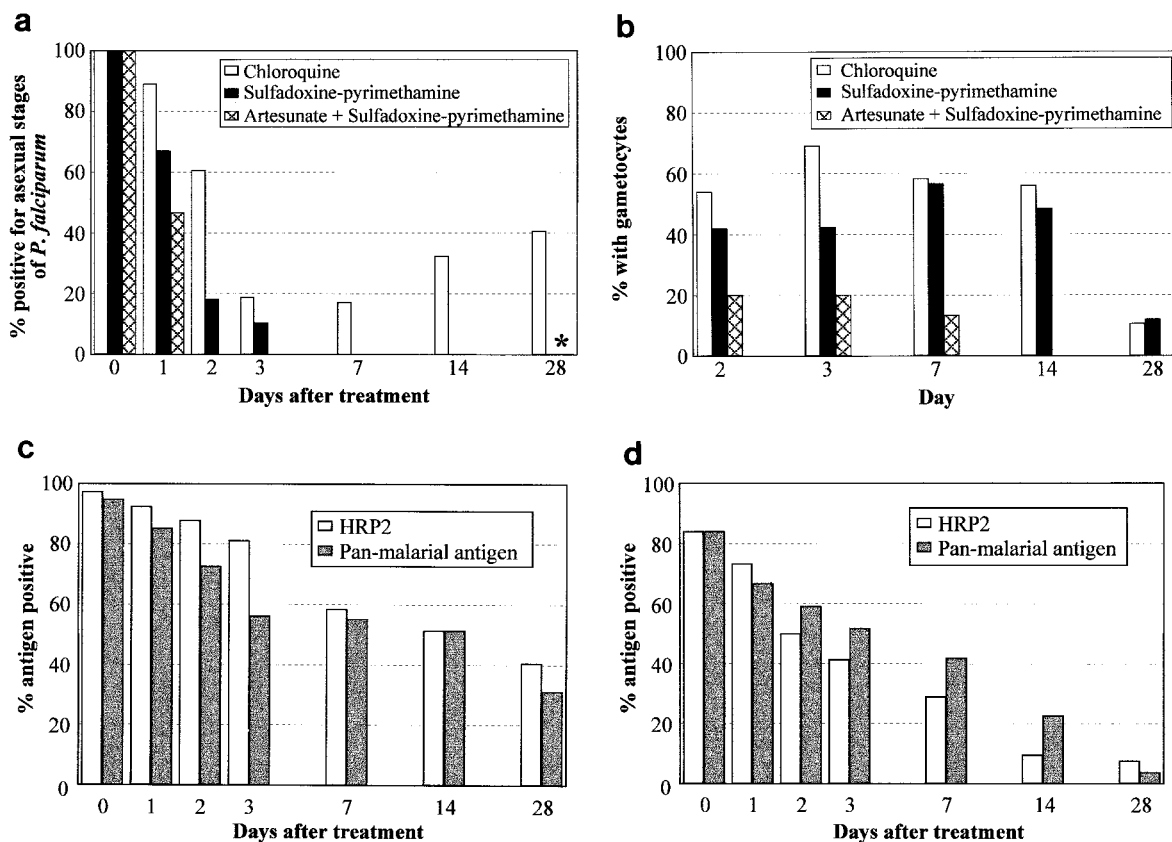 a
% positive for asexual stages
of P. falciparum
100
80
60
40
20
0
Chloroquine
Sulfadoxine-pyrimethamine
Artesunate + Sulfadoxine-pyrimethamine
*
0 1 2 3 7 14 28
Days after treatment
b
% with gametocytes
100
80
60
40
20
0
Chloroquine
Sulfadoxine-pyrimethamine
Artesunate + Sulfadoxine-pyrimethamine
2 3 7 14 28
Day
c
% antigen positive
100
80
60
40
20
0
HRP2
Pan-malarial antigen
0 1 2 3 7 14 28
Days after treatment
d
% antigen positive
100
80
60
40
20
0
HRP2
Pan-malarial antigen
0 1 2 3 7 14 28
Days after treatment